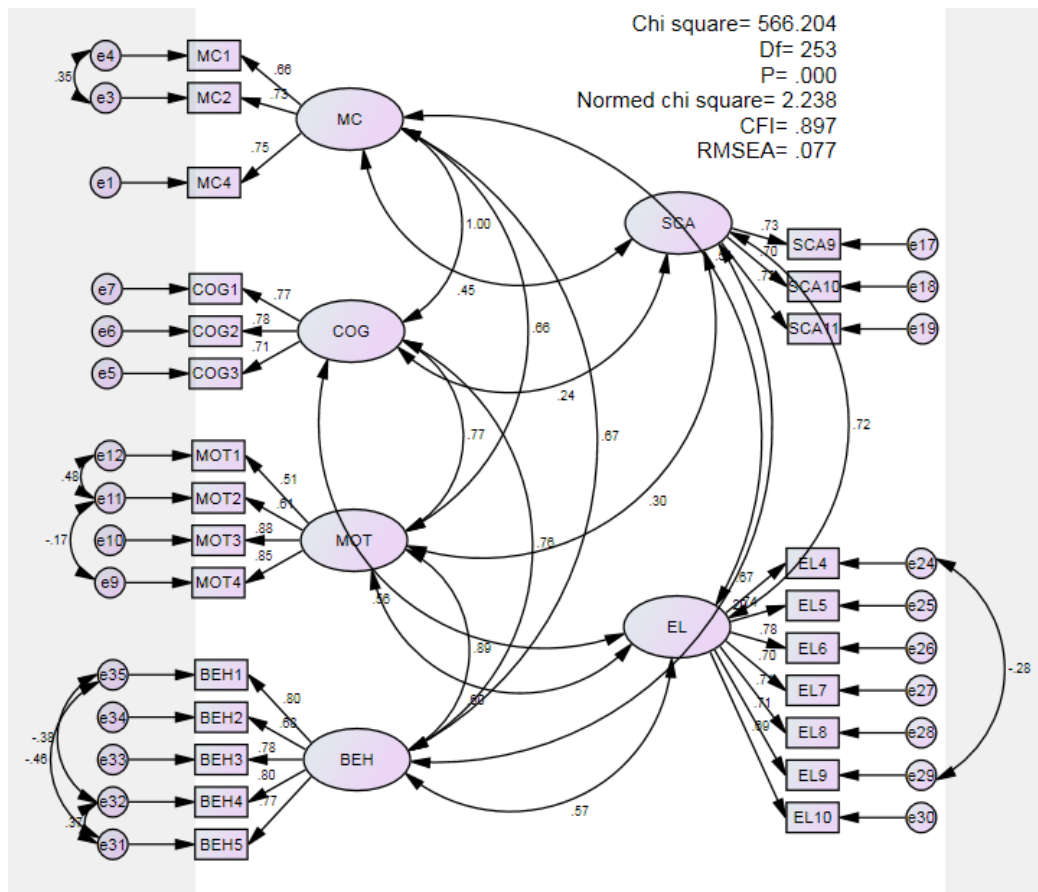 Chi square= 566.204
Df= 253
P= .000
Normed chi square= 2.238
CFI= .897
RMSEA= .077
e4
MC1
.66
.35
e3
MC2
.73
MC
e1
MC4
.75
SCA
.73
SCA9
e17
.70
SCA10
e18
SCA11
e19
1.00
.45
e7
COG1
.77
e6
COG2
.78
COG
e5
COG3
.71
.66
.24
.77
.67
.72
e12
MOT1
.51
.48
e11
MOT2
.61
-.17
e10
MOT3
.88
MOT
e9
MOT4
.85
.30
.76
.56
EL
.67
EL4
e24
.74
EL5
e25
.78
EL6
e26
.70
EL7
e27
.71
EL8
e28
EL9
e29
EL10
e30
-.28
.89
e35
BEH1
.80
e34
BEH2
.68
-.38
-.46
e33
BEH3
.78
BEH
e32
BEH4
.80
.37
e31
BEH5
.77
.57